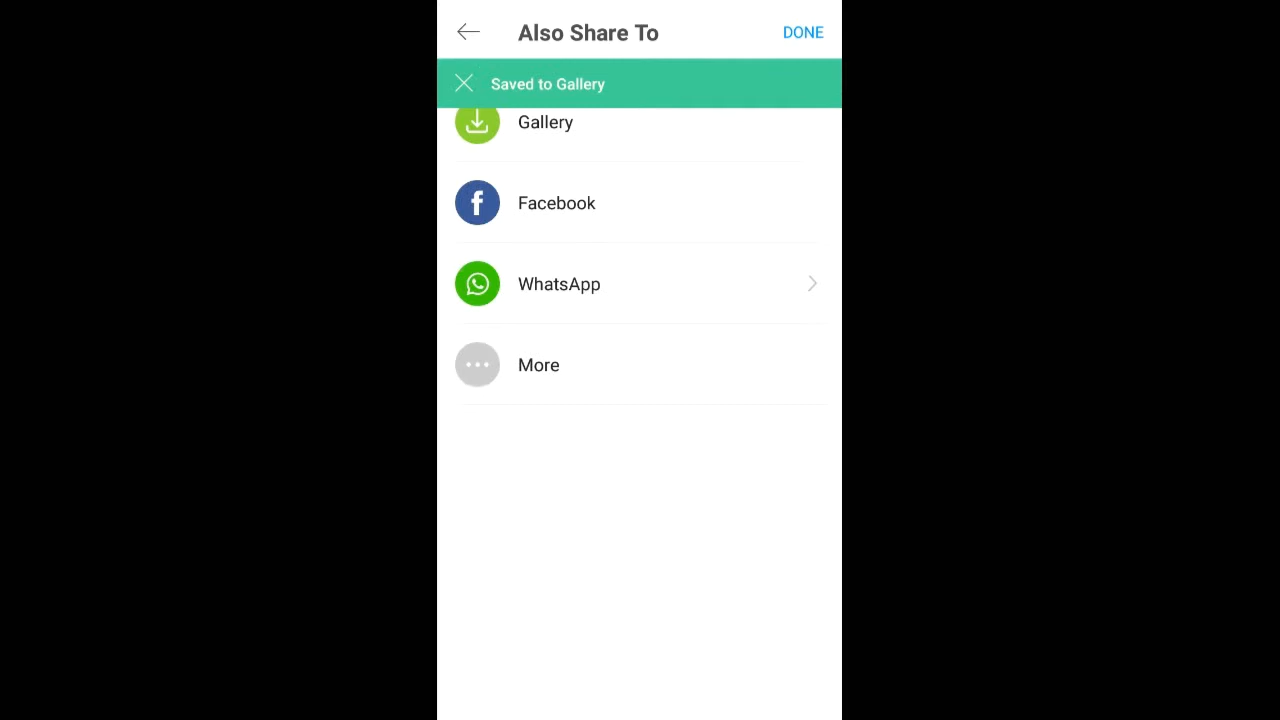 Also Share To
DONE
Saved to Gallery
Gallery
Facebook
WhatsApp
More